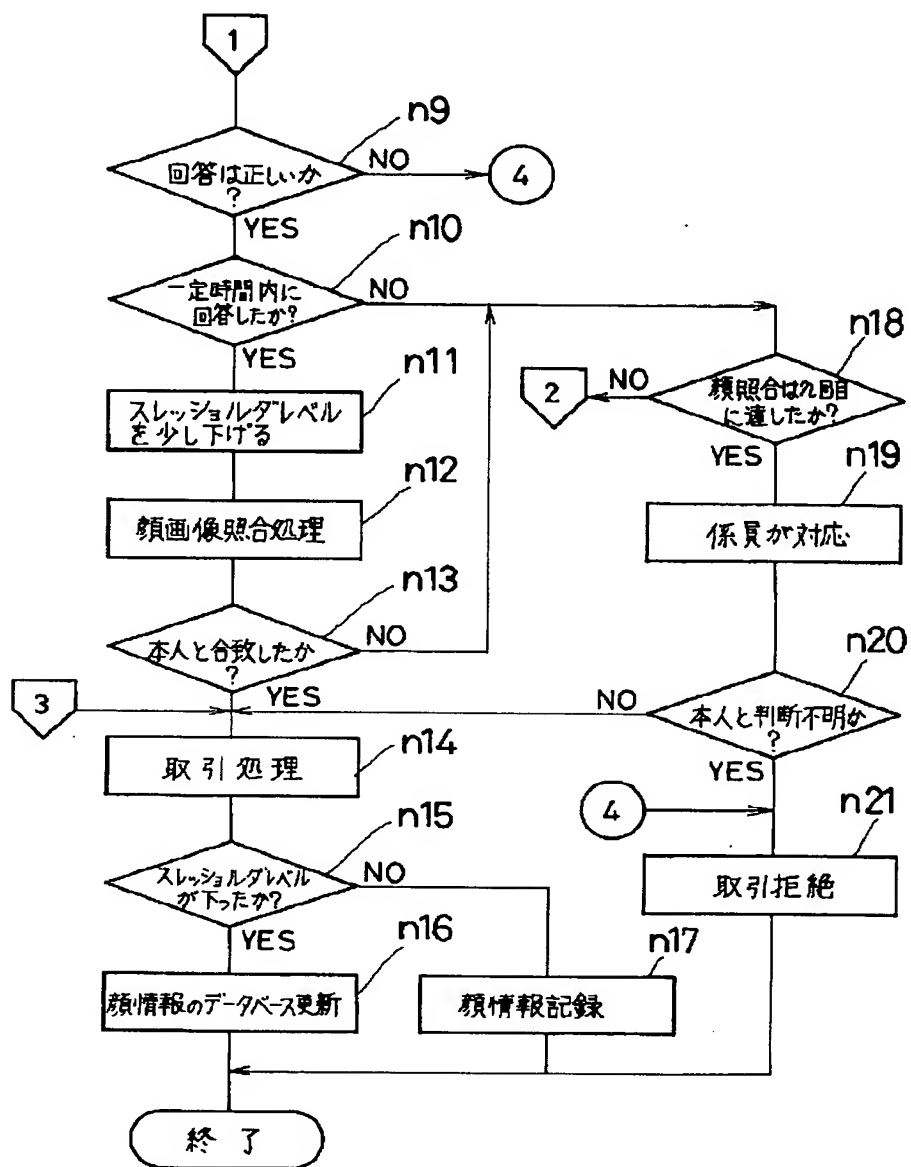 1
n9
回答は正しいか
?
NO
4
YES
n10
一定時間内に
回答したか?
NO
YES
n11
スレッショルダレベル
を少し下げる
n12
顔画像照合処理
n13
本人と合致したか
?
NO
YES
3
n14
取引処理
n15
スレッショルダレベル
が下ったか?
NO
YES
n16
顔情報のデータベース更新
n17
顔情報記録
終了
n18
顔照合はn回目
に達したか?
NO
2
YES
n19
係員が対応
n20
本人と判断不明か
?
NO
YES
4
n21
取引拒絶